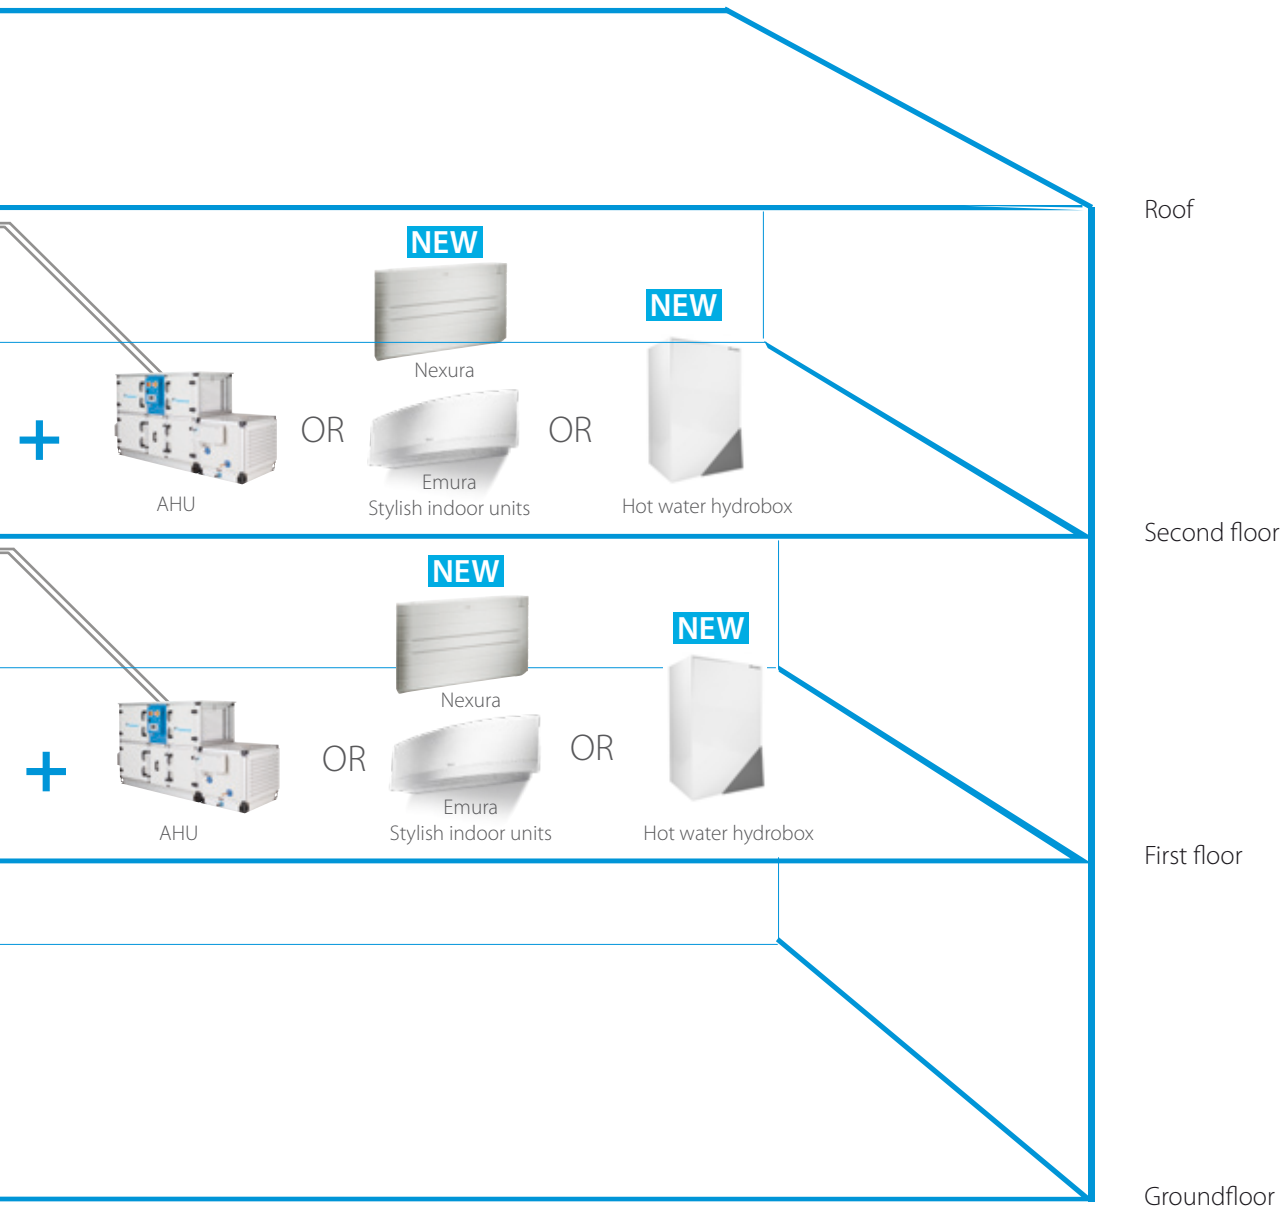 Roof
NEW
NEW
Nexura
+
OR
OR
Emura
Stylish indoor units
AHU
Hot water hydrobox
Second floor
NEW
NEW
Nexura
+
OR
OR
Emura
Stylish indoor units
AHU
Hot water hydrobox
First floor
Groundfloor